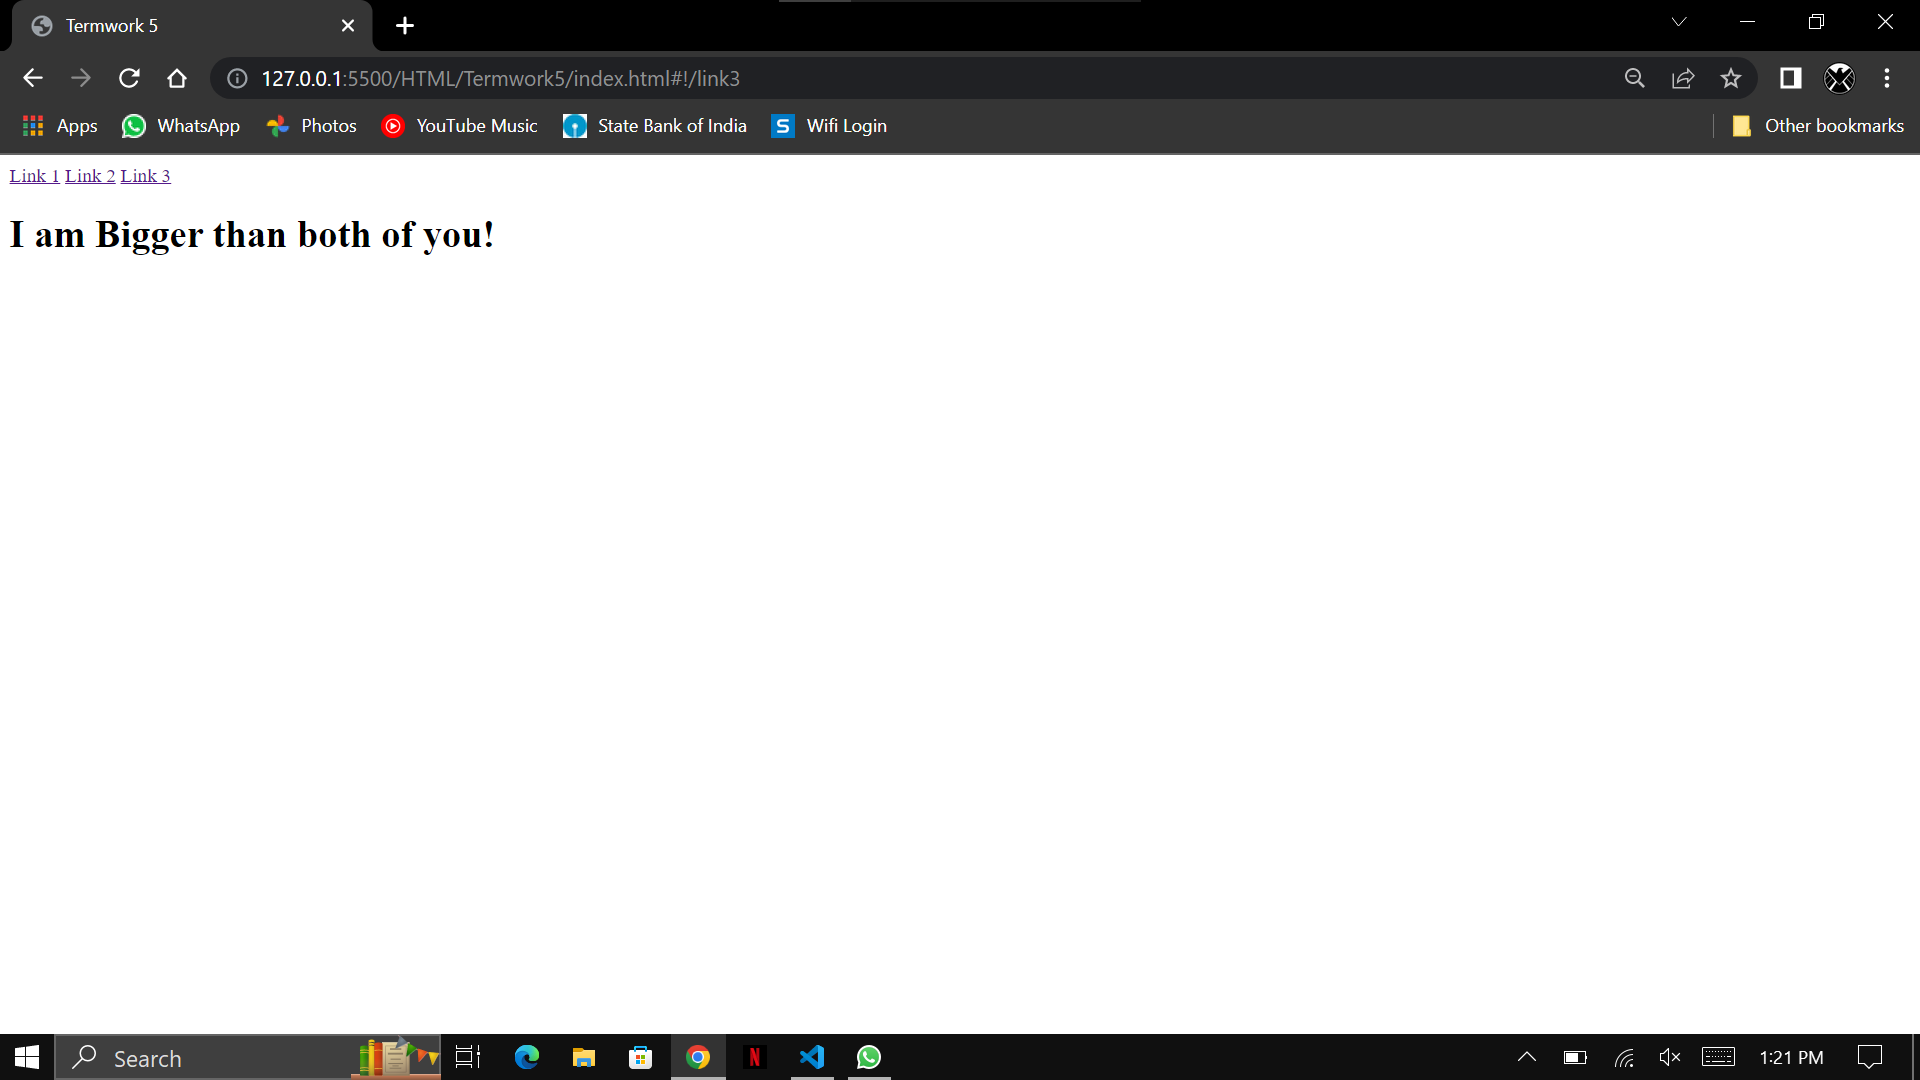 Termwork 5
127.0.0.1:5500/HTML/Termwork5/index.html#!/link3
Apps WhatsApp Photos YouTube Music S State Bank of India Wifi Login Other bookmarks
Link 1 Link 2 Link 3
I am Bigger than both of you!
Search N 1:21 PM